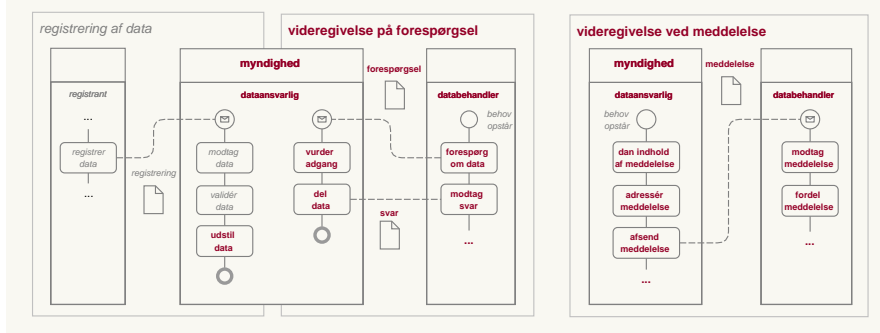 registrering af data
registrant
...
registrer
data
...
registrering
videregivelse på forespørgsel
myndighed
dataansvarlig
modtag
data
validér
data
udstil
data
vurder
adgang
del
data
forespørgsel
svar
databehandler
behov
opstår
forespørg
om data
modtag
svar
...
videregivelse ved meddelelse
myndighed
dataansvarlig
behov
opstår
dan indhold
af meddelelse
adressér
meddelelse
afsend
meddelelse
...
meddelelse
databehandler
modtag
meddelelse
fordel
meddelelse
...